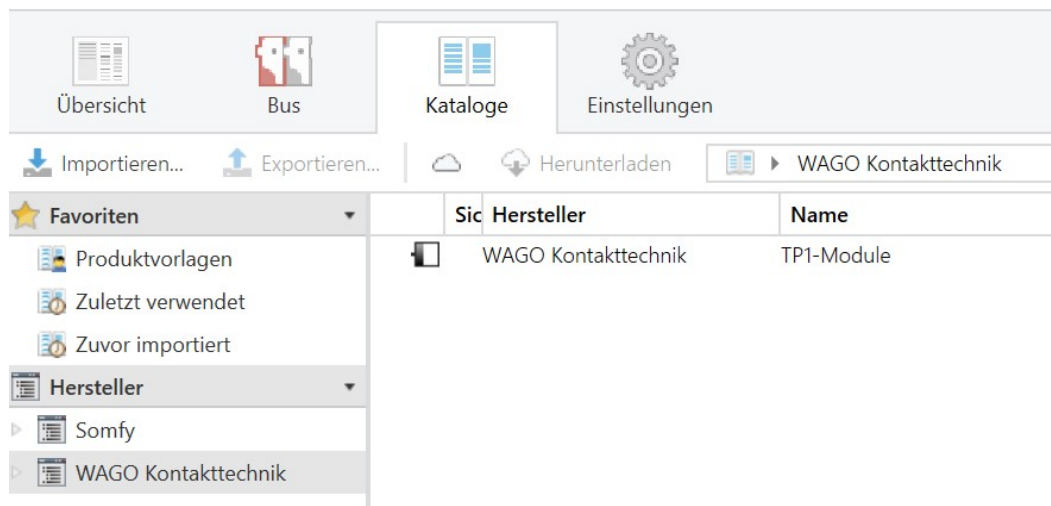 Übersicht Bus Kataloge Einstellungen
Importieren... Exportieren... Herunterladen WAGO Kontakttechnik
Favoriten Sic Hersteller Name
Produktvorlagen WAGO Kontakttechnik TP1-Module
Zuletzt verwendet
Zuvor importiert
Hersteller
Somfy
WAGO Kontakttechnik